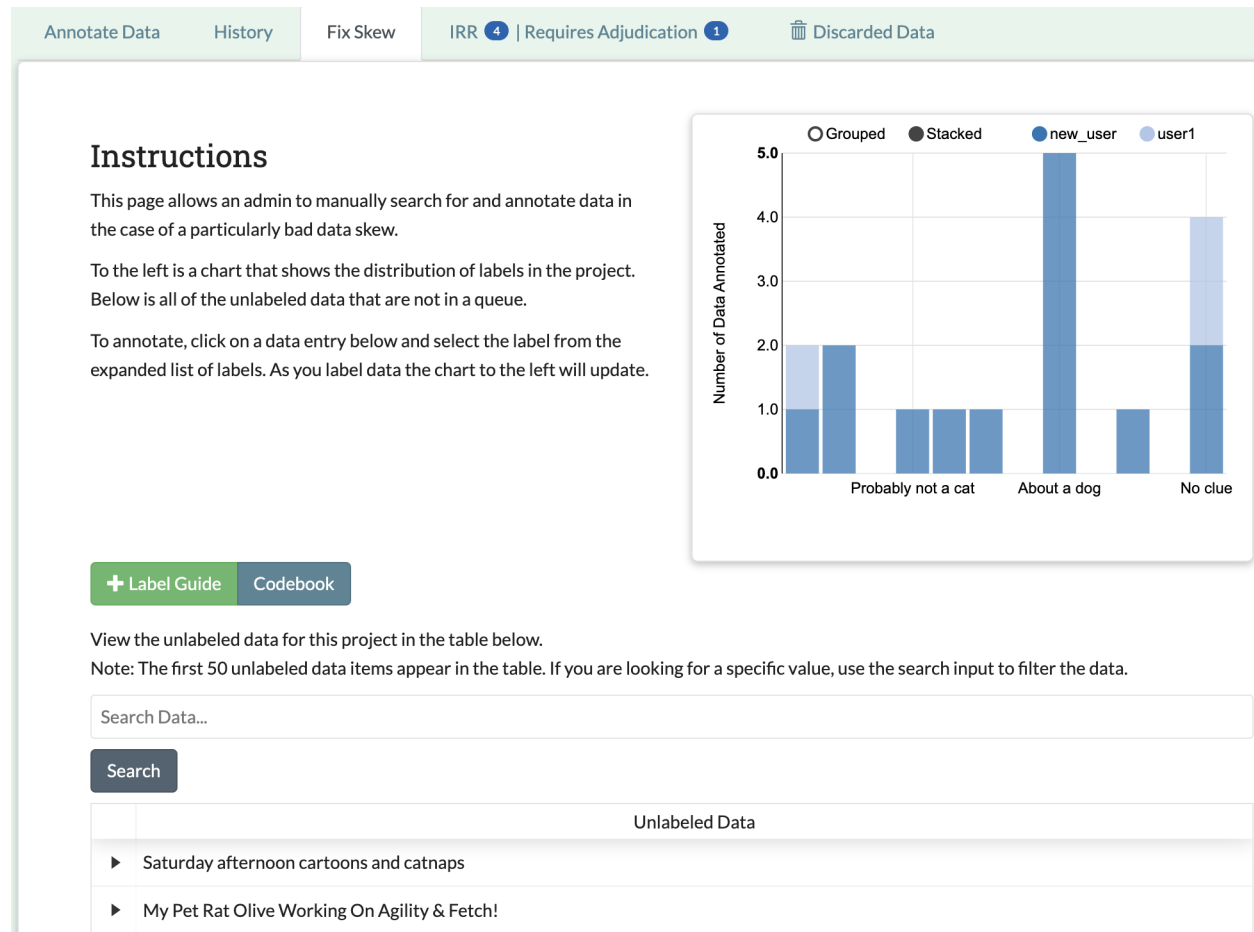 Annotate Data History Fix Skew IRR 4 | Requires Adjudication 1 Discarded Data
Instructions
This page allows an admin to manually search for and annotate data in
the case of a particularly bad data skew.
To the left is a chart that shows the distribution of labels in the project.
Below is all of the unlabeled data that are not in a queue.
To annotate, click on a data entry below and select the label from the
expanded list of labels. As you label data the chart to the left will update.
Grouped Stacked new_user user1
Number of Data Annotated
5.0
4.0
3.0
2.0
1.0
0.0
Probably not a cat About a dog No clue
Label Guide Codebook
View the unlabeled data for this project in the table below.
Note: The first 50 unlabeled data items appear in the table. If you are looking for a specific value, use the search input to filter the data.
Search Data...
Search
Unlabeled Data
Saturday afternoon cartoons and catnaps
My Pet Rat Olive Working On Agility & Fetch!